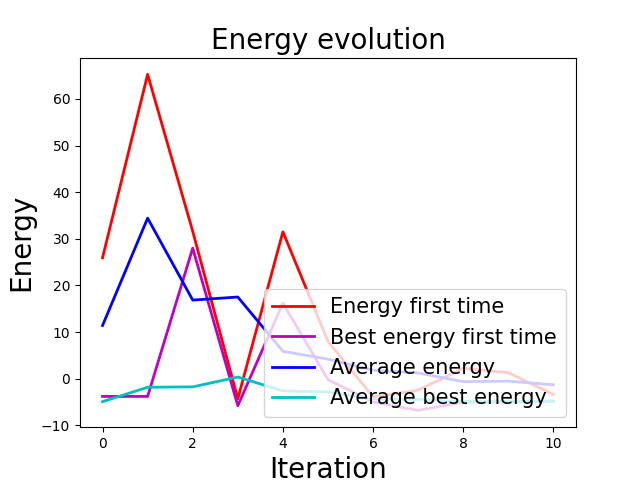 Energy evolution
Energy
60
50
40
30
20
10
0
−10
Energy first time
Best energy first time
Average energy
Average best energy
0 2 4 6 8 10
Iteration